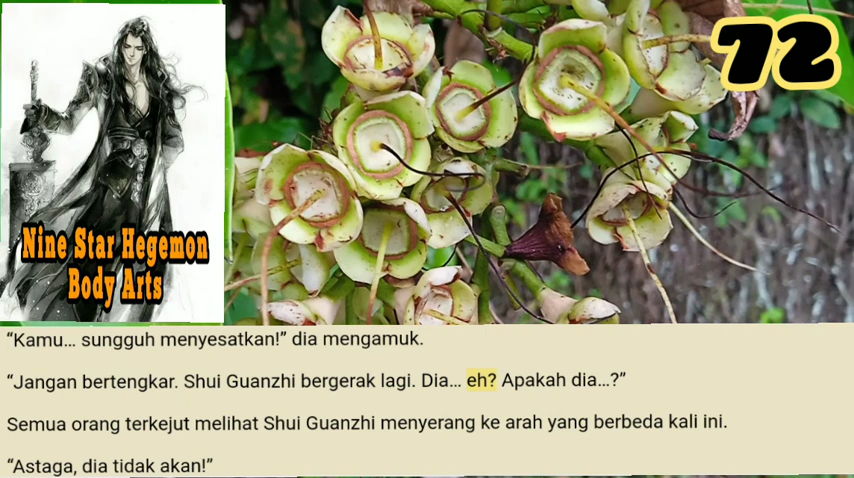 72
Nine Star Hegemon
Body Arts
“Kamu... sungguh menyesatkan!” dia mengamuk.
“Jangan bertengkar. Shui Guanzhi bergerak lagi. Dia... eh? Apakah dia...?”
Semua orang terkejut melihat Shui Guanzhi menyerang ke arah yang berbeda kali ini.
“Astaga, dia tidak akan!”